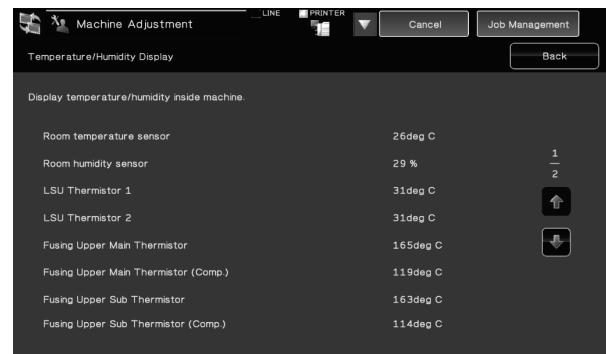 LINE PRINTER
Machine Adjustment Cancel Job Management
Temperature/Humidity Display Back
Display temperature/humidity inside machine.
Room temperature sensor 26deg C
Room humidity sensor 29 %
1
2
LSU Thermistor 1 31deg C
LSU Thermistor 2 31deg C
Fusing Upper Main Thermistor 165deg C
Fusing Upper Main Thermistor (Comp.) 119deg C
Fusing Upper Sub Thermistor 163deg C
Fusing Upper Sub Thermistor (Comp.) 114deg C